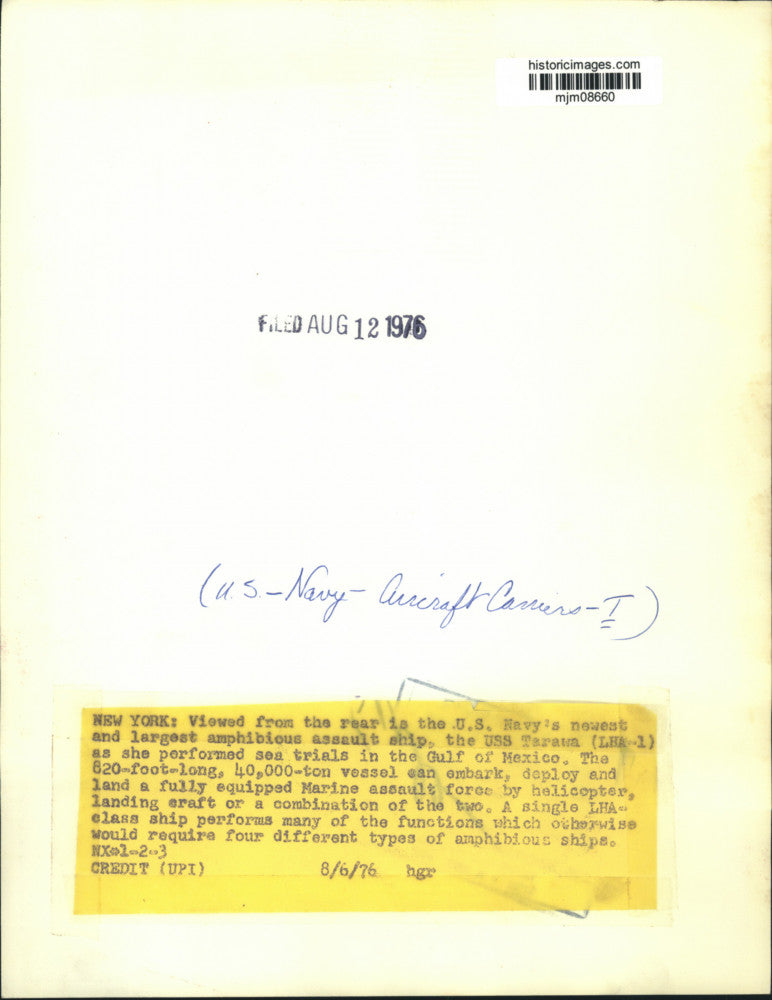 historicimages.com
mjm08660
FILED AUG 12 1976
(U.S.-Navy- Aircraft Carriers-T)
NEW YORK: Viewed from the rear is the U.S. Navy's newest
and largest amphibious assault ship, the USS Tarawa (LHA-1)
as she performed sea trials in the Gulf of Mexico. The
820-foot-long, 40,000-ton vessel can embark, deploy and
land a fully equipped Marine assault force by helicopter,
landing craft or a combination of the two. A single LHA-
class ship performs many of the functions which otherwise
would require four different types of amphibious ships.
NX-1-2-3
CREDIT (UPI) 8/6/76 hgr